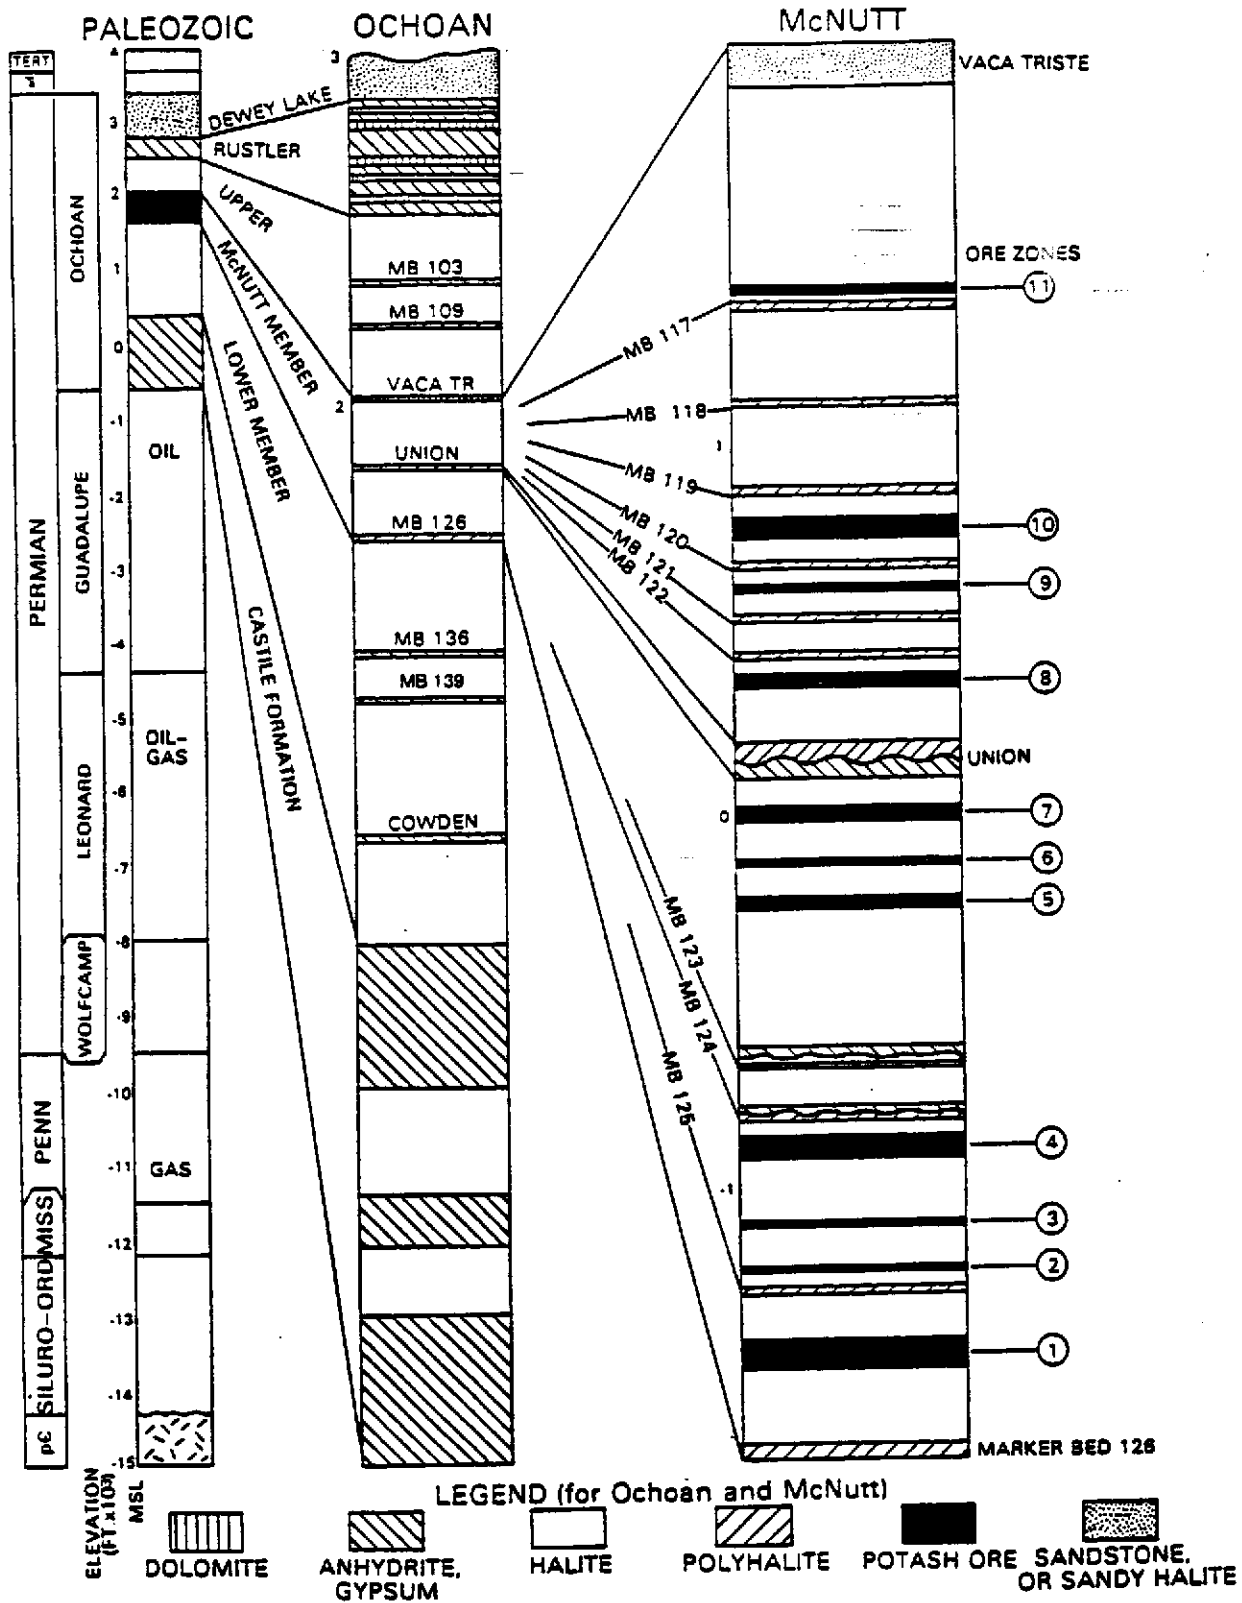 PALEOZOIC
OCHOAN
McNUTT
TERT
4
3
2
1
0
-1
-2
-3
-4
-5
-6
-7
-8
-9
-10
-11
-12
-13
-14
-15
PERMIAN
PENN
MISS
SILURO-ORD
p€
OCHOAN
GUADALUPE
LEONARD
WOLFCAMP
OIL
OIL-
GAS
GAS
DEWEY LAKE
RUSTLER
UPPER
McNUTT MEMBER
LOWER MEMBER
CASTILE FORMATION
3
2
MB 103
MB 109
VACA TR
UNION
MB 126
MB 136
MB 139
COWDEN
MB 117
MB 118
MB 119
MB 120
MB 121
MB 122
MB 123
MB 124
MB 125
1
0
-1
VACA TRISTE
ORE ZONES
11
10
9
8
UNION
7
6
5
4
3
2
1
MARKER BED 126
ELEVATION
(FT.x10³)
MSL
LEGEND (for Ochoan and McNutt)
DOLOMITE
ANHYDRITE,
GYPSUM
HALITE
POLYHALITE
POTASH ORE
SANDSTONE,
OR SANDY HALITE